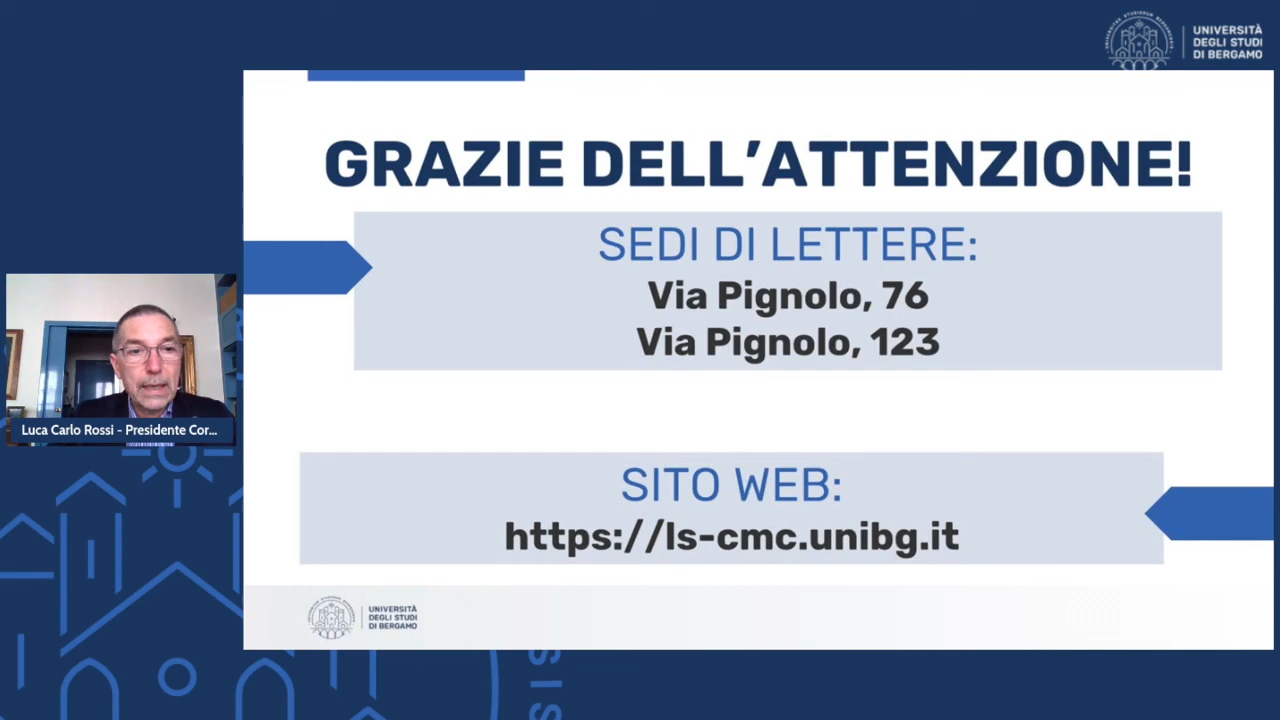 UNIVERSITÀ
DEGLI STUDI
DI BERGAMO
GRAZIE DELL'ATTENZIONE!
SEDI DI LETTERE:
Via Pignolo, 76
Via Pignolo, 123
Luca Carlo Rossi - Presidente Cor...
SITO WEB:
https://ls-cmc.unibg.it
UNIVERSITÀ
DEGLI STUDI
DI BERGAMO
SIS